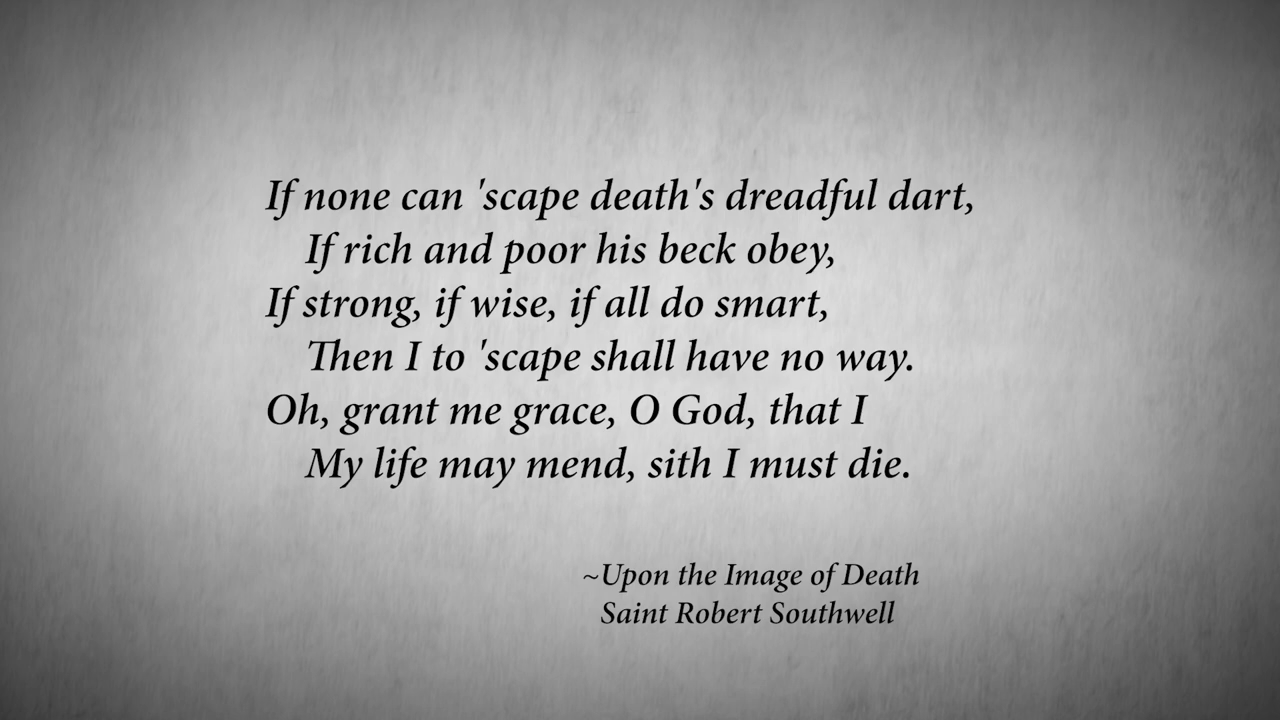 If none can 'scape death's dreadful dart,
If rich and poor his beck obey,
If strong, if wise, if all do smart,
Then I to 'scape shall have no way.
Oh, grant me grace, O God, that I
My life may mend, sith I must die.
~Upon the Image of Death
Saint Robert Southwell